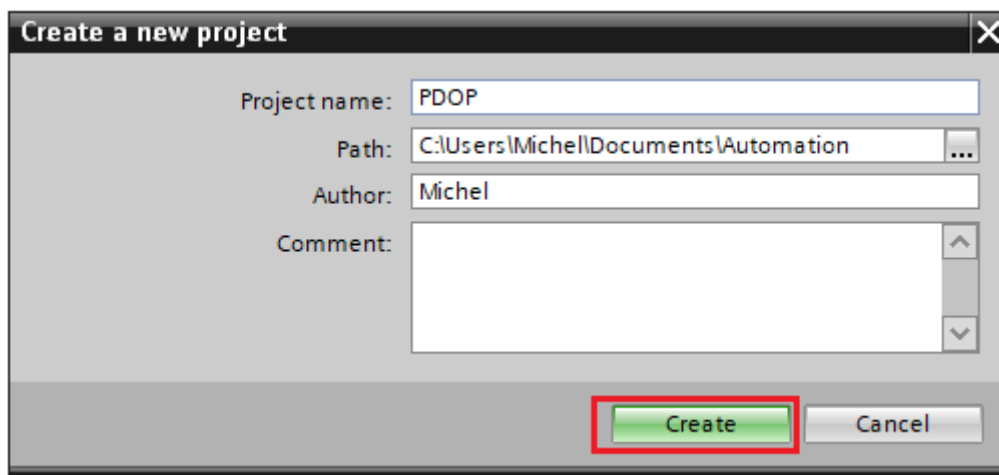 Create a new project
Project name: PDOP
Path: C:\Users\Michel\Documents\Automation ...
Author: Michel
Comment:
Create Cancel